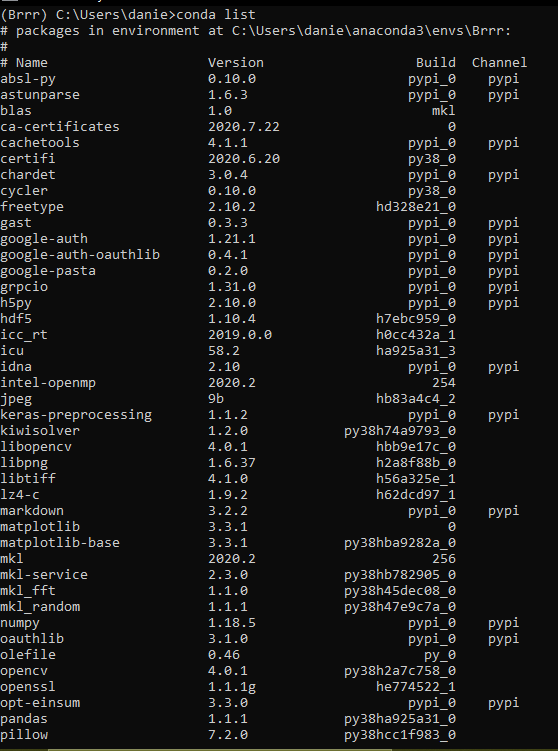 (Brrr) C:\Users\danie>conda list
# packages in environment at C:\Users\danie\anaconda3\envs\Brrr:
#
# Name                    Version                   Build  Channel
absl-py                   0.10.0                   pypi_0    pypi
astunparse                1.6.3                    pypi_0    pypi
blas                      1.0                         mkl
ca-certificates           2020.7.22                     0
cachetools                4.1.1                    pypi_0    pypi
certifi                   2020.6.20                py38_0
chardet                   3.0.4                    pypi_0    pypi
cycler                    0.10.0                   py38_0
freetype                  2.10.2               hd328e21_0
gast                      0.3.3                    pypi_0    pypi
google-auth               1.21.1                   pypi_0    pypi
google-auth-oauthlib      0.4.1                    pypi_0    pypi
google-pasta              0.2.0                    pypi_0    pypi
grpcio                    1.31.0                   pypi_0    pypi
h5py                      2.10.0                   pypi_0    pypi
hdf5                      1.10.4               h7ebc959_0
icc_rt                    2019.0.0             h0cc432a_1
icu                       58.2                 ha925a31_3
idna                      2.10                     pypi_0    pypi
intel-openmp              2020.2                      254
jpeg                      9b                   hb83a4c4_2
keras-preprocessing       1.1.2                    pypi_0    pypi
kiwisolver                1.2.0            py38h74a9793_0
libopencv                 4.0.1                hbb9e17c_0
libpng                    1.6.37               h2a8f88b_0
libtiff                   4.1.0                h56a325e_1
lz4-c                     1.9.2                h62dcd97_1
markdown                  3.2.2                    pypi_0    pypi
matplotlib                3.3.1                         0
matplotlib-base           3.3.1            py38hba9282a_0
mkl                       2020.2                      256
mkl-service               2.3.0            py38hb782905_0
mkl_fft                   1.1.0            py38h45dec08_0
mkl_random                1.1.1            py38h47e9c7a_0
numpy                     1.18.5                   pypi_0    pypi
oauthlib                  3.1.0                    pypi_0    pypi
olefile                   0.46                       py_0
opencv                    4.0.1            py38h2a7c758_0
openssl                   1.1.1g               he774522_1
opt-einsum                3.3.0                    pypi_0    pypi
pandas                    1.1.1            py38ha925a31_0
pillow                    7.2.0            py38hcc1f983_0